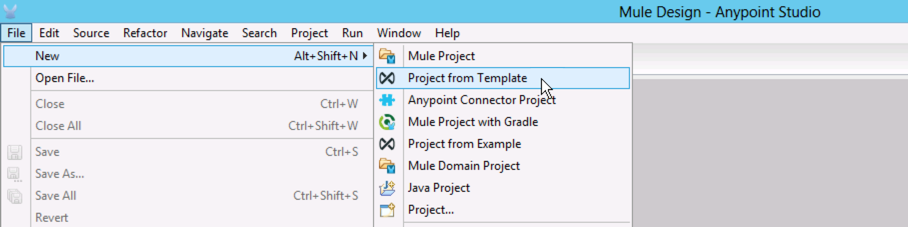 Mule Design - Anypoint Studio
File Edit Source Refactor Navigate Search Project Run Window Help
New Alt+Shift+N
Open File...
Close Ctrl+W
Close All Ctrl+Shift+W
Save Ctrl+S
Save As...
Save All Ctrl+Shift+S
Revert
Mule Project
Project from Template
Anypoint Connector Project
Mule Project with Gradle
Project from Example
Mule Domain Project
Java Project
Project...